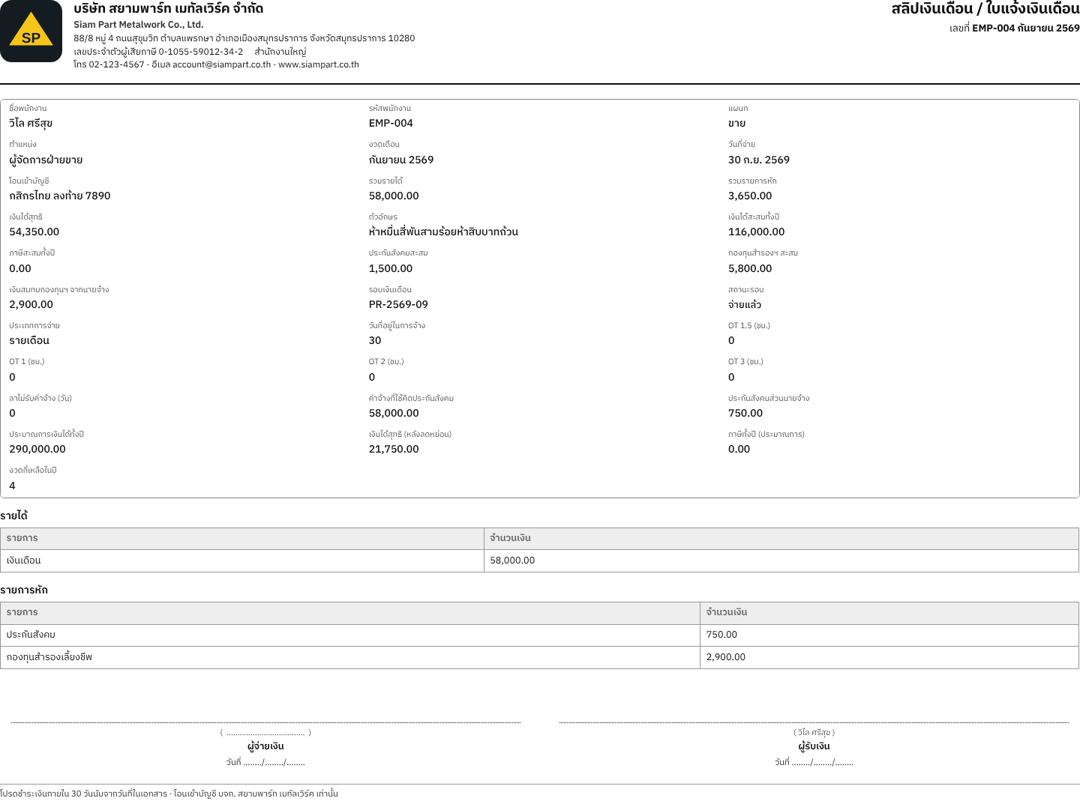 SP
บริษัท สยามพาร์ท เมทัลเวิร์ค จำกัด
Siam Part Metalwork Co., Ltd.
88/8 หมู่ 4 ถนนสุขุมวิท ตำบลแพรกษา อำเภอเมืองสมุทรปราการ จังหวัดสมุทรปราการ 10280
เลขประจำตัวผู้เสียภาษี 0-1055-59012-34-2 สำนักงานใหญ่
โทร 02-123-4567 · อีเมล account@siampart.co.th · www.siampart.co.th
สลิปเงินเดือน / ใบแจ้งเงินเดือน
เลขที่ EMP-004 กันยายน 2569
ชื่อพนักงาน รหัสพนักงาน แผนก
วิไล ศรีสุข EMP-004 ขาย
ตำแหน่ง งวดเดือน วันที่จ่าย
ผู้จัดการฝ่ายขาย กันยายน 2569 30 ก.ย. 2569
โอนเข้าบัญชี รวมรายได้ รวมรายการหัก
กสิกรไทย ลงท้าย 7890 58,000.00 3,650.00
เงินได้สุทธิ ตัวอักษร เงินได้สะสมทั้งปี
54,350.00 ห้าหมื่นสี่พันสามร้อยห้าสิบบาทถ้วน 116,000.00
ภาษีสะสมทั้งปี ประกันสังคมสะสม กองทุนสำรองฯ สะสม
0.00 1,500.00 5,800.00
เงินสมทบกองทุนฯ จากนายจ้าง รอบเงินเดือน สถานะรอบ
2,900.00 PR-2569-09 จ่ายแล้ว
ประเภทการจ่าย วันที่อยู่ในการจ้าง OT 1.5 (ชม.)
รายเดือน 30 0
OT 1 (ชม.) OT 2 (ชม.) OT 3 (ชม.)
0 0 0
ลาไม่รับค่าจ้าง (วัน) ค่าจ้างที่ใช้คิดประกันสังคม ประกันสังคมส่วนนายจ้าง
0 58,000.00 750.00
ประมาณการเงินได้ทั้งปี เงินได้สุทธิ (หลังลดหย่อน) ภาษีทั้งปี (ประมาณการ)
290,000.00 21,750.00 0.00
งวดที่เหลือในปี
4
รายได้
รายการ จำนวนเงิน
เงินเดือน 58,000.00
รายการหัก
รายการ จำนวนเงิน
ประกันสังคม 750.00
กองทุนสำรองเลี้ยงชีพ 2,900.00
( .................................. ) ( วิไล ศรีสุข )
ผู้จ่ายเงิน ผู้รับเงิน
วันที่ ......../......../........ วันที่ ......../......../........
โปรดชำระเงินภายใน 30 วันนับจากวันที่ในเอกสาร · โอนเข้าบัญชี บจก. สยามพาร์ท เมทัลเวิร์ค เท่านั้น